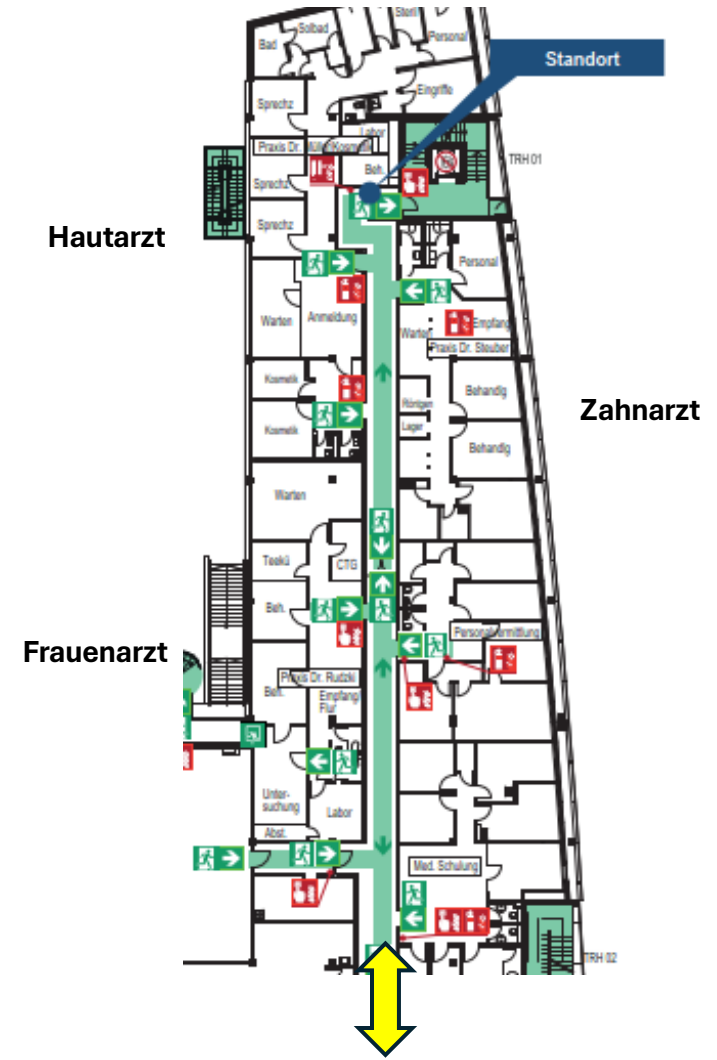 Steril
Solbad
Bad
Personal
Standort
Eingriffe
Sprechz
Labor
Praxis Dr. Müller/Kosmetik
Beh.
TRH 01
Sprechz
Hautarzt
Sprechz
Personal
Warten
Anmeldung
Empfang
Warten
Praxis Dr. Steuber
Kosmetik
Behandlg
Röntgen
Zahnarzt
Kosmetik
Lager
Behandlg
Warten
Teekü
CTG
Beh.
Personalvermittlung
Frauenarzt
Praxis Dr. Rudzki
Beh.
Empfang/
Flur
Unter-
suchung
Labor
Abst.
Med. Schulung
TRH 02